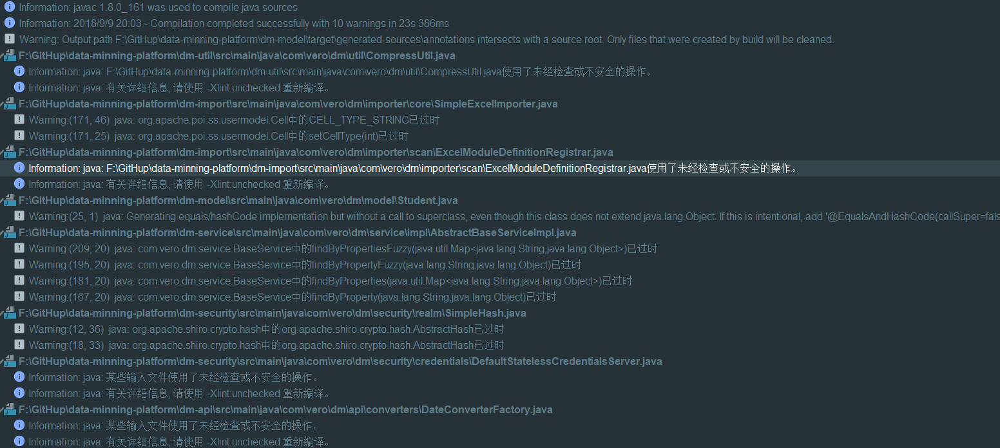 Information: javac 1.8.0_161 was used to compile java sources
Information: 2018/9/9 20:03 - Compilation completed successfully with 10 warnings in 23s 386ms
Warning: Output path F:\GitHup\data-minning-platform\dm-model\target\generated-sources\annotations intersects with a source root. Only files that were created by build will be cleaned.
F:\GitHup\data-minning-platform\dm-util\src\main\java\com\vero\dm\util\CompressUtil.java
Information: java: F:\GitHup\data-minning-platform\dm-util\src\main\java\com\vero\dm\util\CompressUtil.java使用了未经检查或不安全的操作。
Information: java: 有关详细信息, 请使用 -Xlint:unchecked 重新编译。
F:\GitHup\data-minning-platform\dm-import\src\main\java\com\vero\dm\importer\core\SimpleExcelImporter.java
Warning:(171, 46) java: org.apache.poi.ss.usermodel.Cell中的CELL_TYPE_STRING已过时
Warning:(171, 25) java: org.apache.poi.ss.usermodel.Cell中的setCellType(int)已过时
F:\GitHup\data-minning-platform\dm-import\src\main\java\com\vero\dm\importer\scan\ExcelModuleDefinitionRegistrar.java
Information: java: F:\GitHup\data-minning-platform\dm-import\src\main\java\com\vero\dm\importer\scan\ExcelModuleDefinitionRegistrar.java使用了未经检查或不安全的操作。
Information: java: 有关详细信息, 请使用 -Xlint:unchecked 重新编译。
F:\GitHup\data-minning-platform\dm-model\src\main\java\com\vero\dm\model\Student.java
Warning:(25, 1) java: Generating equals/hashCode implementation but without a call to superclass, even though this class does not extend java.lang.Object. If this is intentional, add '@EqualsAndHashCode(callSuper=fals
F:\GitHup\data-minning-platform\dm-service\src\main\java\com\vero\dm\service\impl\AbstractBaseServiceImpl.java
Warning:(209, 20) java: com.vero.dm.service.BaseService中的findByPropertiesFuzzy(java.util.Map<java.lang.String,java.lang.Object>)已过时
Warning:(195, 20) java: com.vero.dm.service.BaseService中的findByPropertyFuzzy(java.lang.String,java.lang.Object)已过时
Warning:(181, 20) java: com.vero.dm.service.BaseService中的findByProperties(java.util.Map<java.lang.String,java.lang.Object>)已过时
Warning:(167, 20) java: com.vero.dm.service.BaseService中的findByProperty(java.lang.String,java.lang.Object)已过时
F:\GitHup\data-minning-platform\dm-security\src\main\java\com\vero\dm\security\realm\SimpleHash.java
Warning:(12, 36) java: org.apache.shiro.crypto.hash中的org.apache.shiro.crypto.hash.AbstractHash已过时
Warning:(18, 33) java: org.apache.shiro.crypto.hash中的org.apache.shiro.crypto.hash.AbstractHash已过时
F:\GitHup\data-minning-platform\dm-security\src\main\java\com\vero\dm\security\credentials\DefaultStatelessCredentialsServer.java
Information: java: 某些输入文件使用了未经检查或不安全的操作。
Information: java: 有关详细信息, 请使用 -Xlint:unchecked 重新编译。
F:\GitHup\data-minning-platform\dm-api\src\main\java\com\vero\dm\api\converters\DateConverterFactory.java
Information: java: 某些输入文件使用了未经检查或不安全的操作。
Information: java: 有关详细信息, 请使用 -Xlint:unchecked 重新编译。